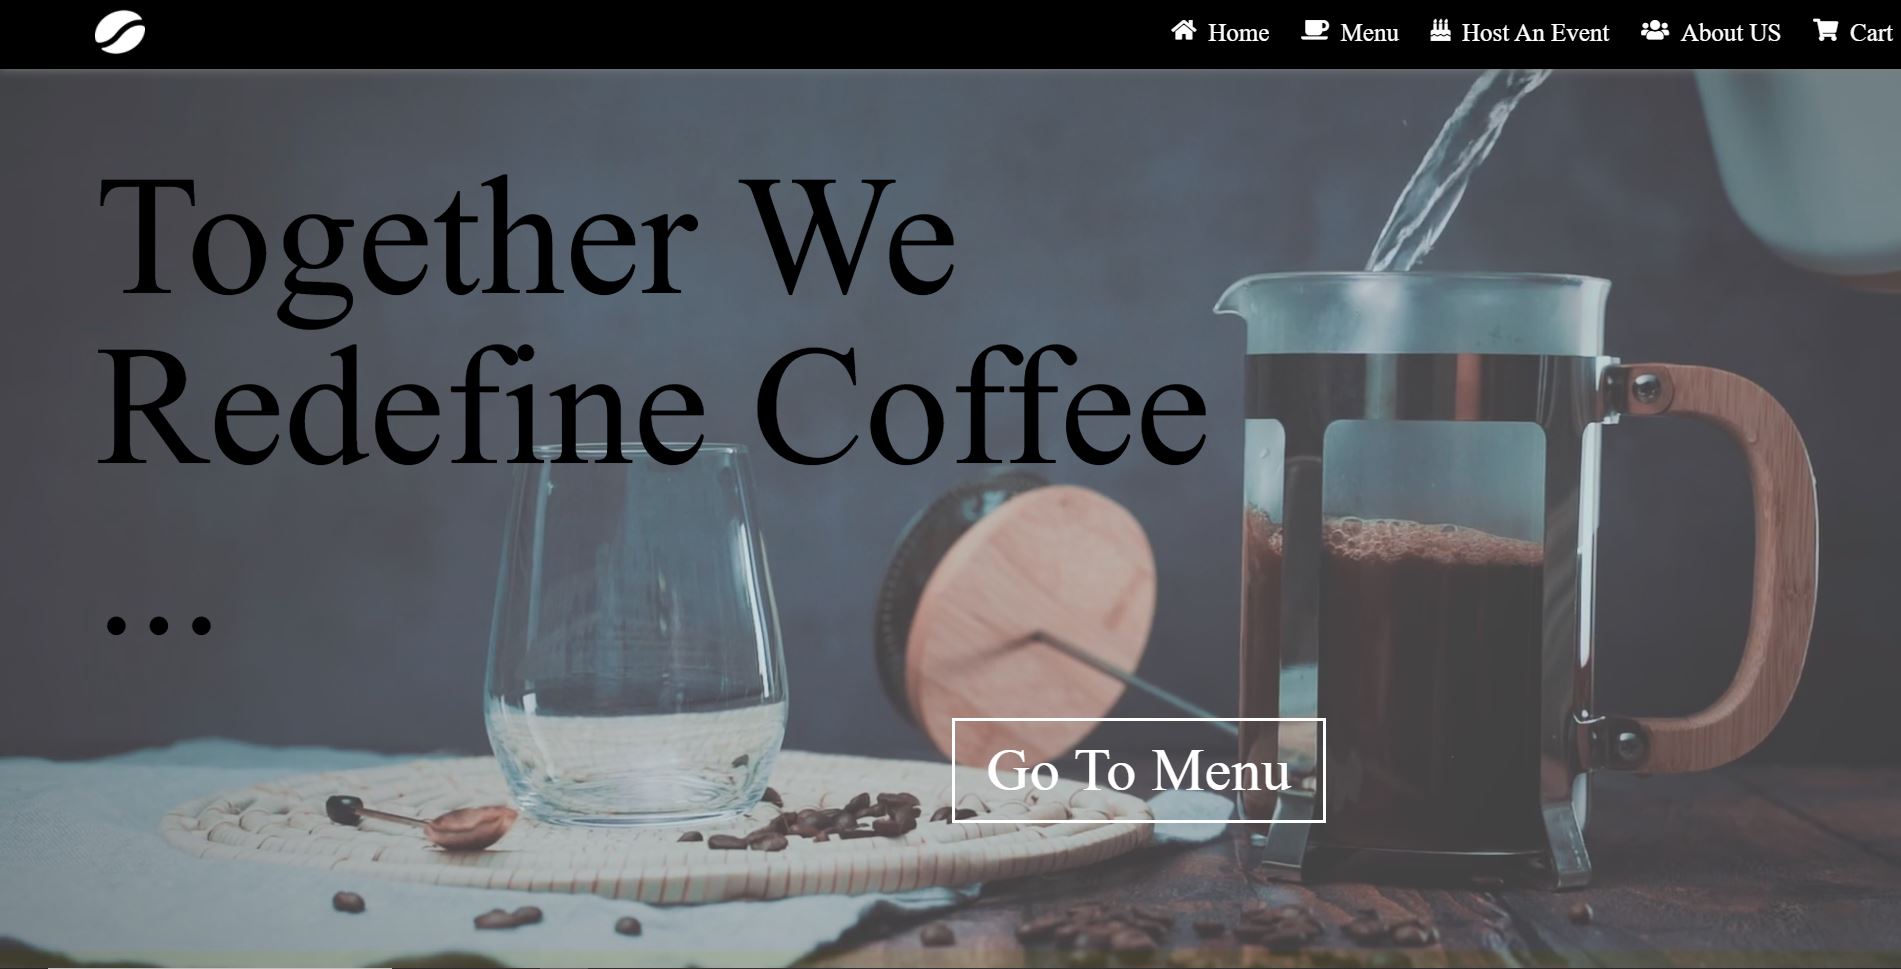 Home
Menu
Host An Event
About US
Cart
Together We
Redefine Coffee
...
Go To Menu